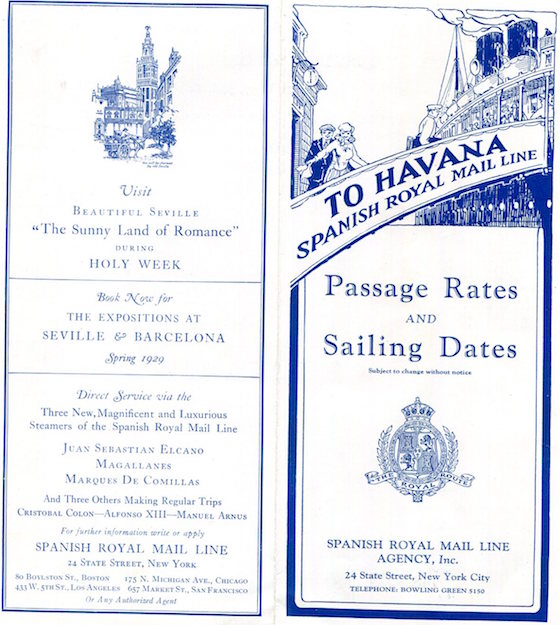 Visit
BEAUTIFUL SEVILLE
"The Sunny Land of Romance"
DURING
HOLY WEEK
Book Now for
THE EXPOSITIONS AT
SEVILLE & BARCELONA
Spring 1929
Direct Service via the
Three New, Magnificent and Luxurious
Steamers of the Spanish Royal Mail Line
JUAN SEBASTIAN ELCANO
MAGALLANES
MARQUES DE COMILLAS
And Three Others Making Regular Trips
CRISTOBAL COLON—ALFONSO XIII—MANUEL ARNUS
For further information write or apply
SPANISH ROYAL MAIL LINE
24 STATE STREET, NEW YORK
80 BOYLSTON ST., BOSTON 175 N. MICHIGAN AVE., CHICAGO
433 W. 5TH ST., LOS ANGELES 657 MARKET ST., SAN FRANCISCO
Or Any Authorized Agent
TO HAVANA
SPANISH ROYAL MAIL LINE
Passage Rates
AND
Sailing Dates
Subject to change without notice
THE ROYAL ROUTE
SPANISH ROYAL MAIL LINE
AGENCY, Inc.
24 State Street, New York City
TELEPHONE: BOWLING GREEN 5150